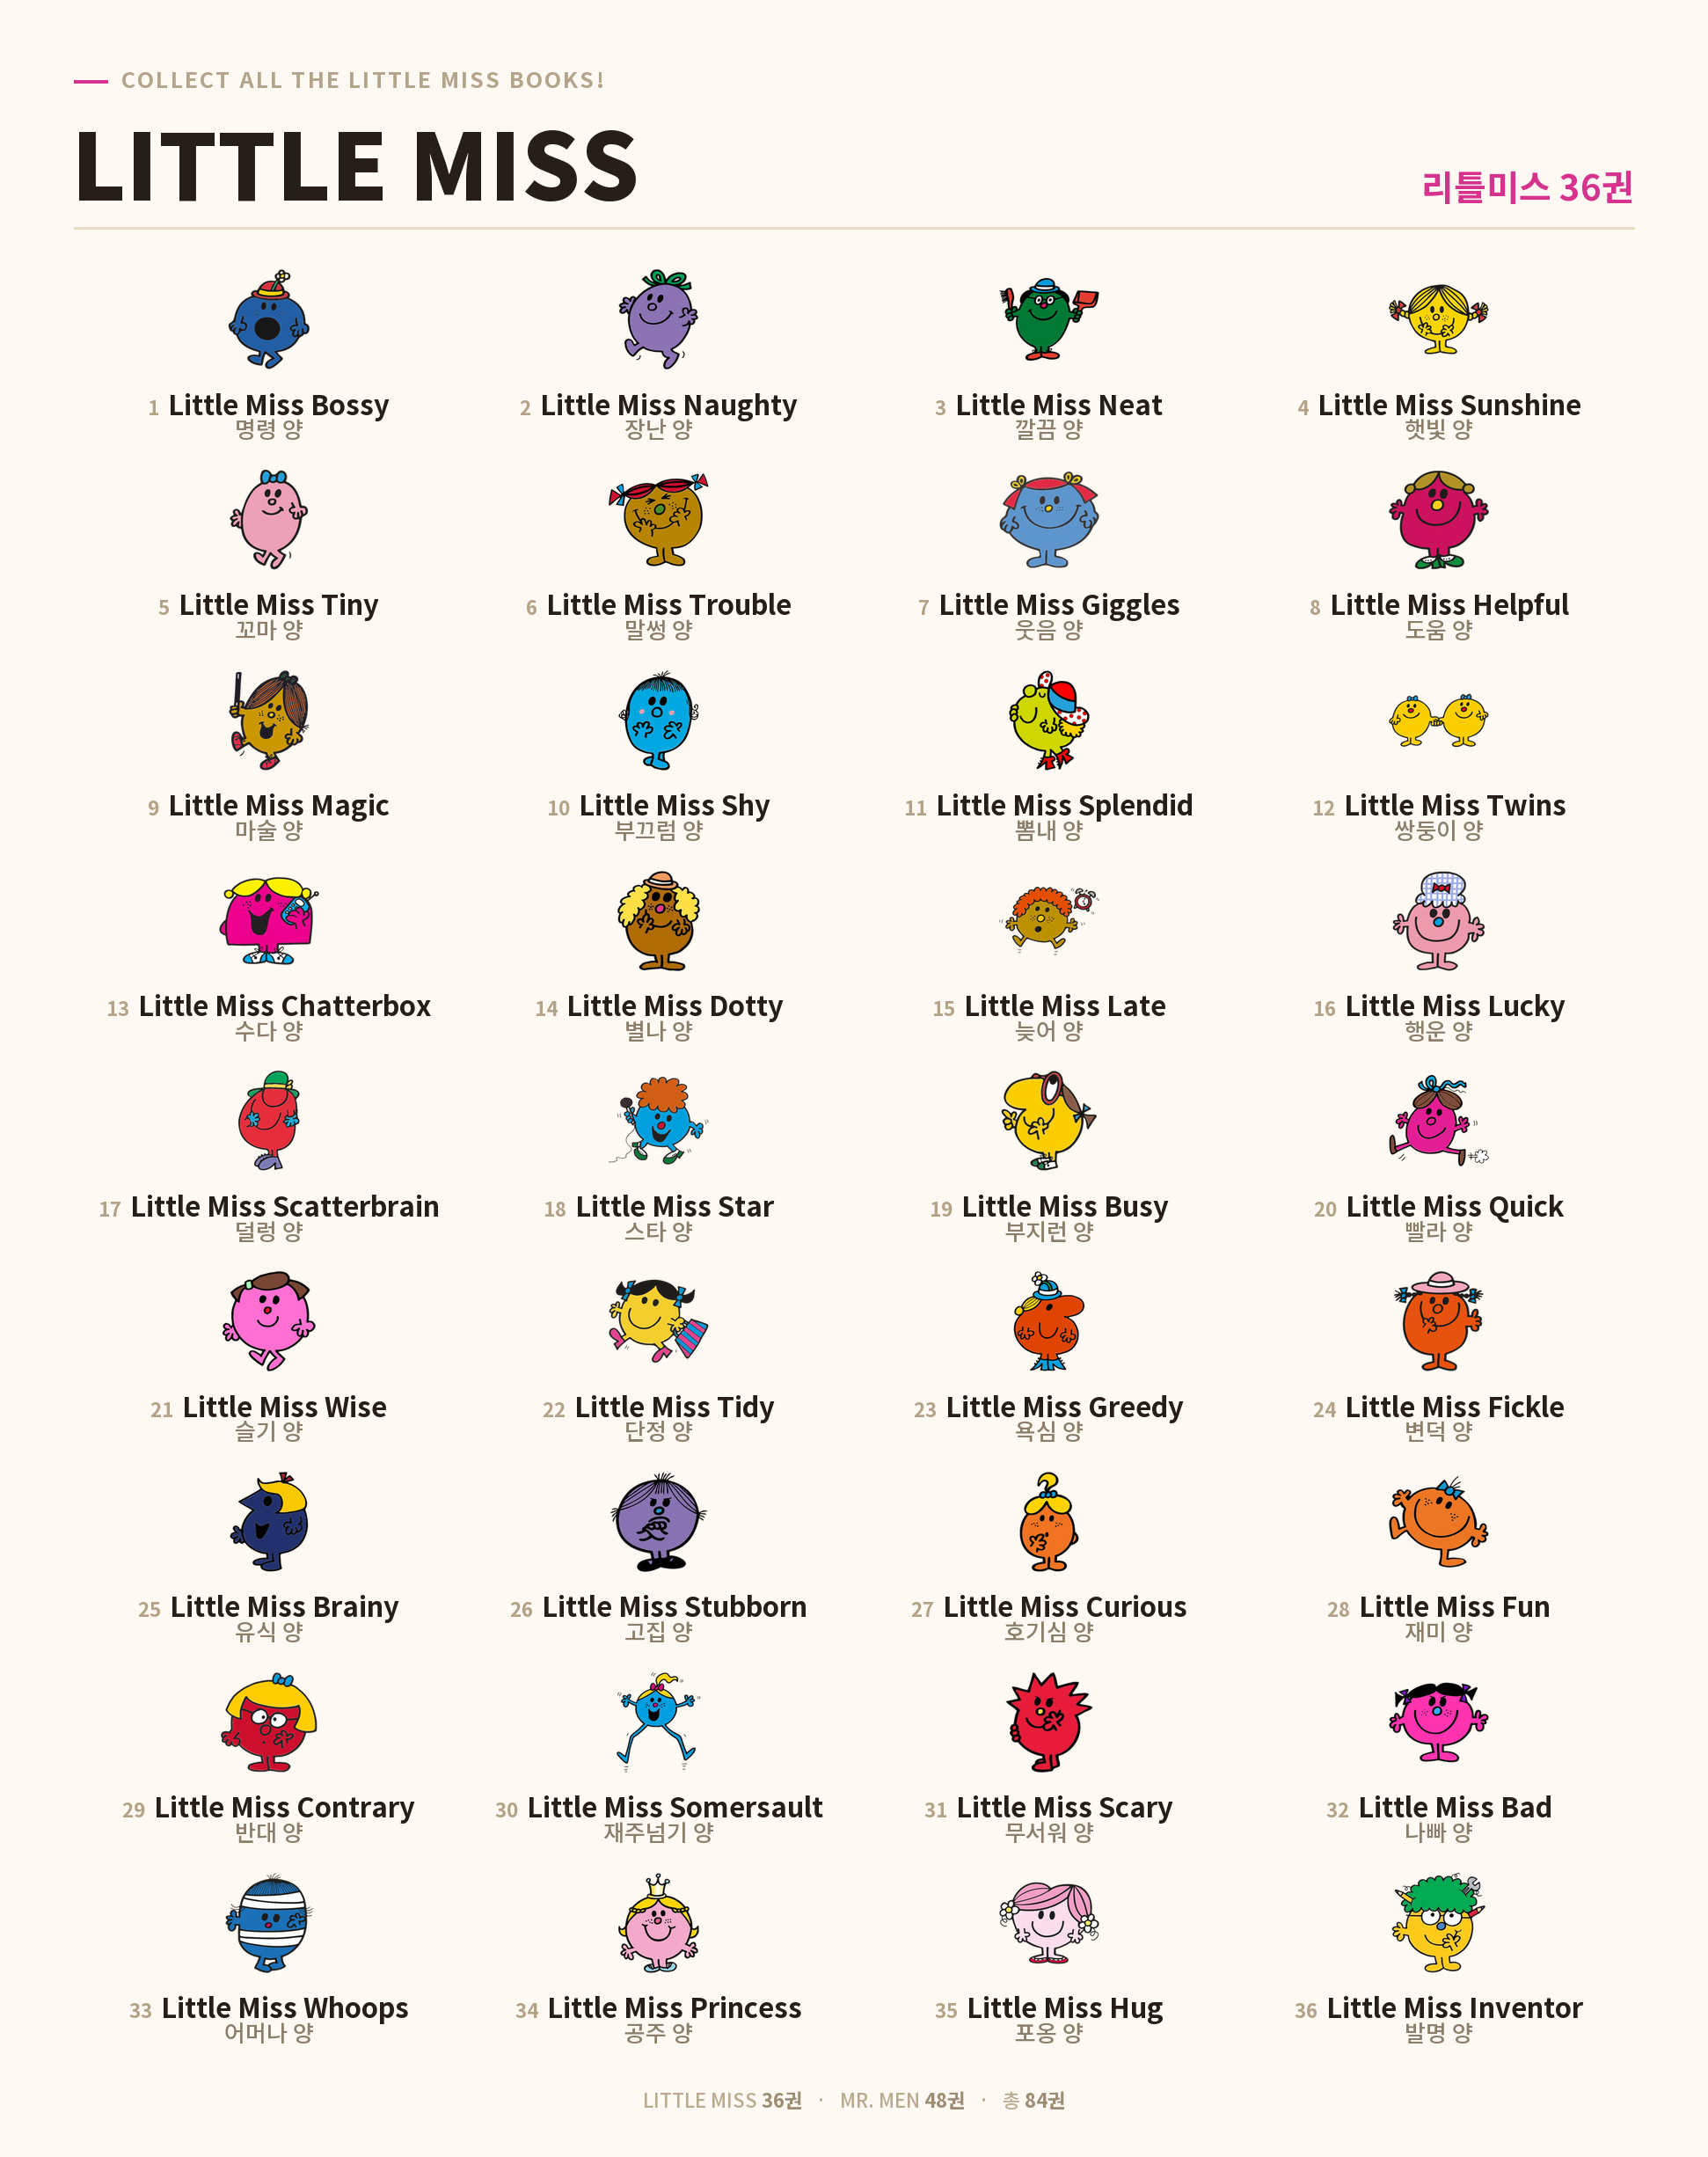 COLLECT ALL THE LITTLE MISS BOOKS!
LITTLE MISS
리틀미스 36권
1 Little Miss Bossy
명령 양
2 Little Miss Naughty
장난 양
3 Little Miss Neat
깔끔 양
4 Little Miss Sunshine
햇빛 양
5 Little Miss Tiny
꼬마 양
6 Little Miss Trouble
말썽 양
7 Little Miss Giggles
웃음 양
8 Little Miss Helpful
도움 양
9 Little Miss Magic
마술 양
10 Little Miss Shy
부끄럼 양
11 Little Miss Splendid
뽐내 양
12 Little Miss Twins
쌍둥이 양
13 Little Miss Chatterbox
수다 양
14 Little Miss Dotty
별나 양
15 Little Miss Late
늦어 양
16 Little Miss Lucky
행운 양
17 Little Miss Scatterbrain
덜렁 양
18 Little Miss Star
스타 양
19 Little Miss Busy
부지런 양
20 Little Miss Quick
빨라 양
21 Little Miss Wise
슬기 양
22 Little Miss Tidy
단정 양
23 Little Miss Greedy
욕심 양
24 Little Miss Fickle
변덕 양
25 Little Miss Brainy
유식 양
26 Little Miss Stubborn
고집 양
27 Little Miss Curious
호기심 양
28 Little Miss Fun
재미 양
29 Little Miss Contrary
반대 양
30 Little Miss Somersault
재주넘기 양
31 Little Miss Scary
무서워 양
32 Little Miss Bad
나빠 양
33 Little Miss Whoops
어머나 양
34 Little Miss Princess
공주 양
35 Little Miss Hug
포옹 양
36 Little Miss Inventor
발명 양
LITTLE MISS 36권 · MR. MEN 48권 · 총 84권